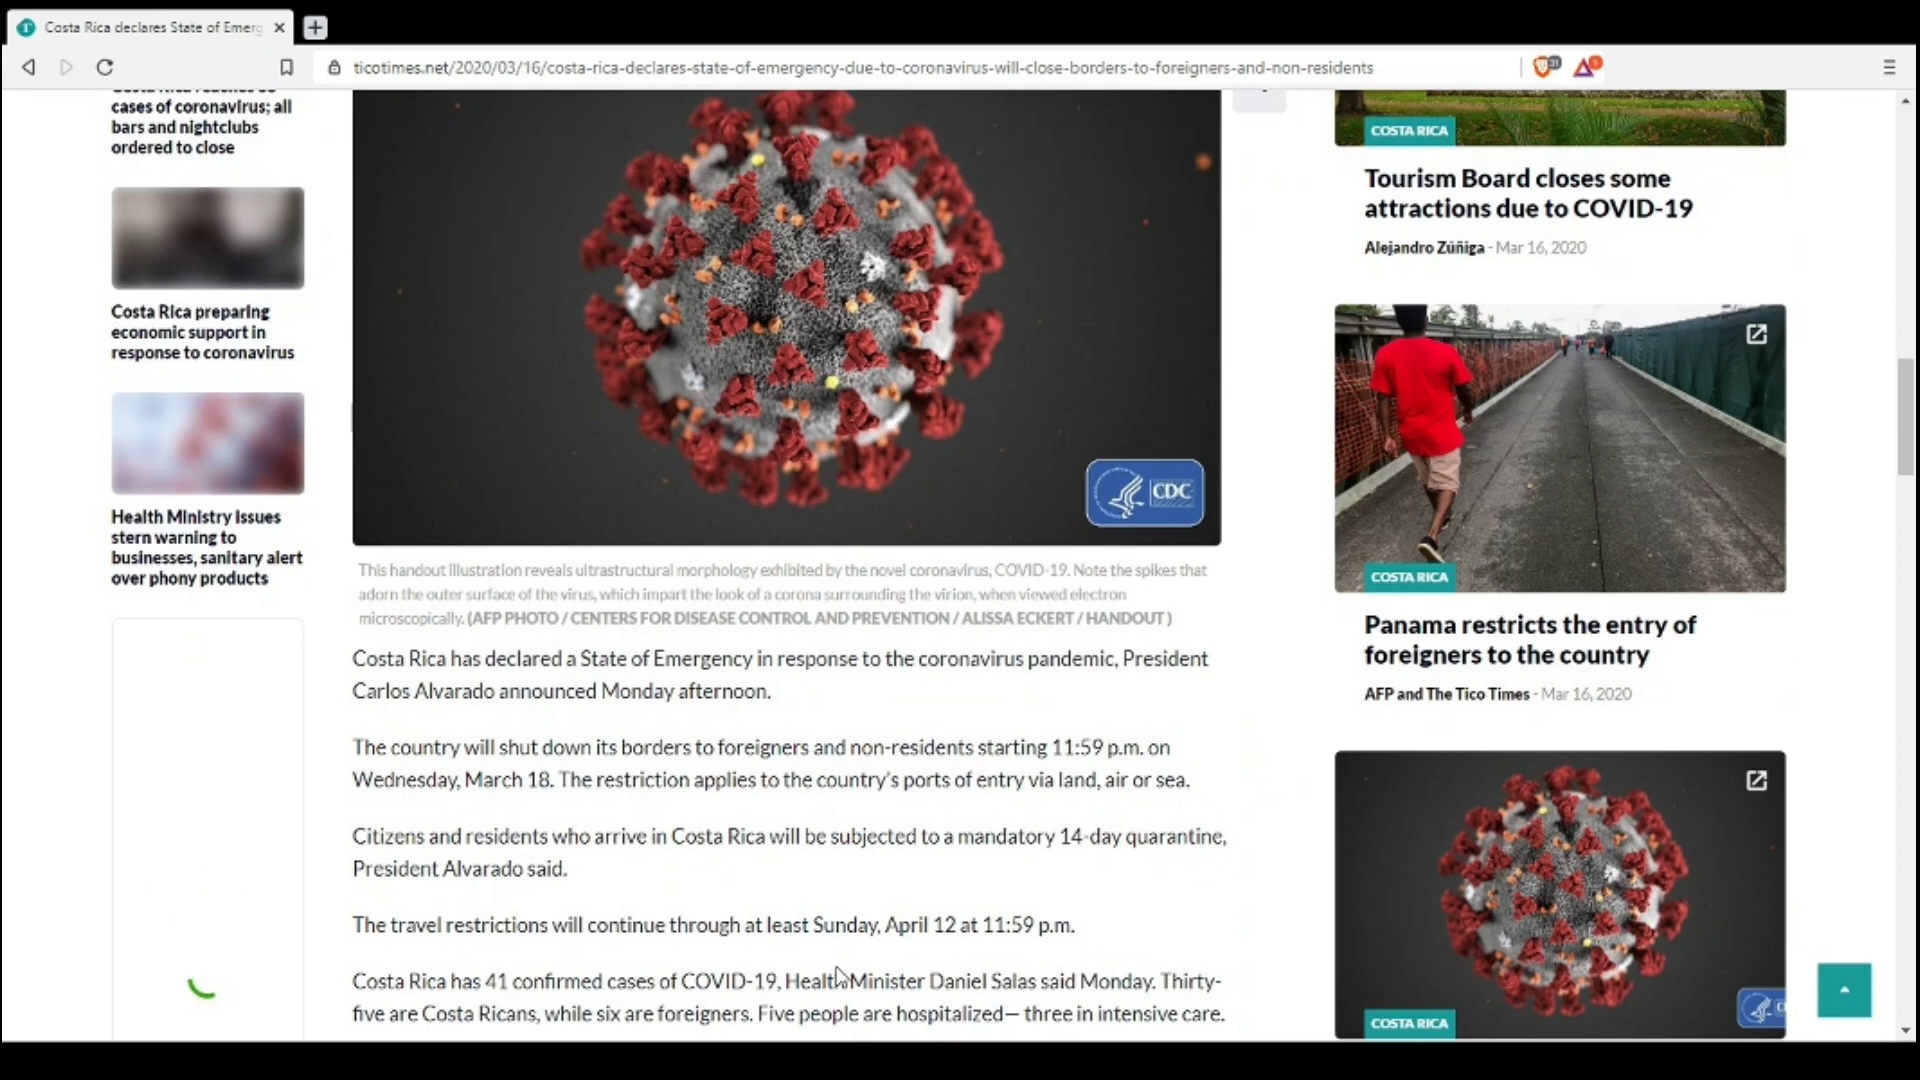 Costa Rica declares State of Emerg
ticotimes.net/2020/03/16/costa-rica-declares-state-of-emergency-due-to-coronavirus-will-close-borders-to-foreigners-and-non-residents
31
1
cases of coronavirus; all
bars and nightclubs
ordered to close
Costa Rica preparing
economic support in
response to coronavirus
Health Ministry issues
stern warning to
businesses, sanitary alert
over phony products
CDC
This handout illustration reveals ultrastructural morphology exhibited by the novel coronavirus, COVID-19. Note the spikes that
adorn the outer surface of the virus, which impart the look of a corona surrounding the virion, when viewed electron
microscopically. (AFP PHOTO / CENTERS FOR DISEASE CONTROL AND PREVENTION / ALISSA ECKERT / HANDOUT )
Costa Rica has declared a State of Emergency in response to the coronavirus pandemic, President
Carlos Alvarado announced Monday afternoon.
The country will shut down its borders to foreigners and non-residents starting 11:59 p.m. on
Wednesday, March 18. The restriction applies to the country's ports of entry via land, air or sea.
Citizens and residents who arrive in Costa Rica will be subjected to a mandatory 14-day quarantine,
President Alvarado said.
The travel restrictions will continue through at least Sunday, April 12 at 11:59 p.m.
Costa Rica has 41 confirmed cases of COVID-19, Health Minister Daniel Salas said Monday. Thirty-
five are Costa Ricans, while six are foreigners. Five people are hospitalized— three in intensive care.
COSTA RICA
Tourism Board closes some
attractions due to COVID-19
Alejandro Zúñiga - Mar 16, 2020
COSTA RICA
Panama restricts the entry of
foreigners to the country
AFP and The Tico Times - Mar 16, 2020
COSTA RICA